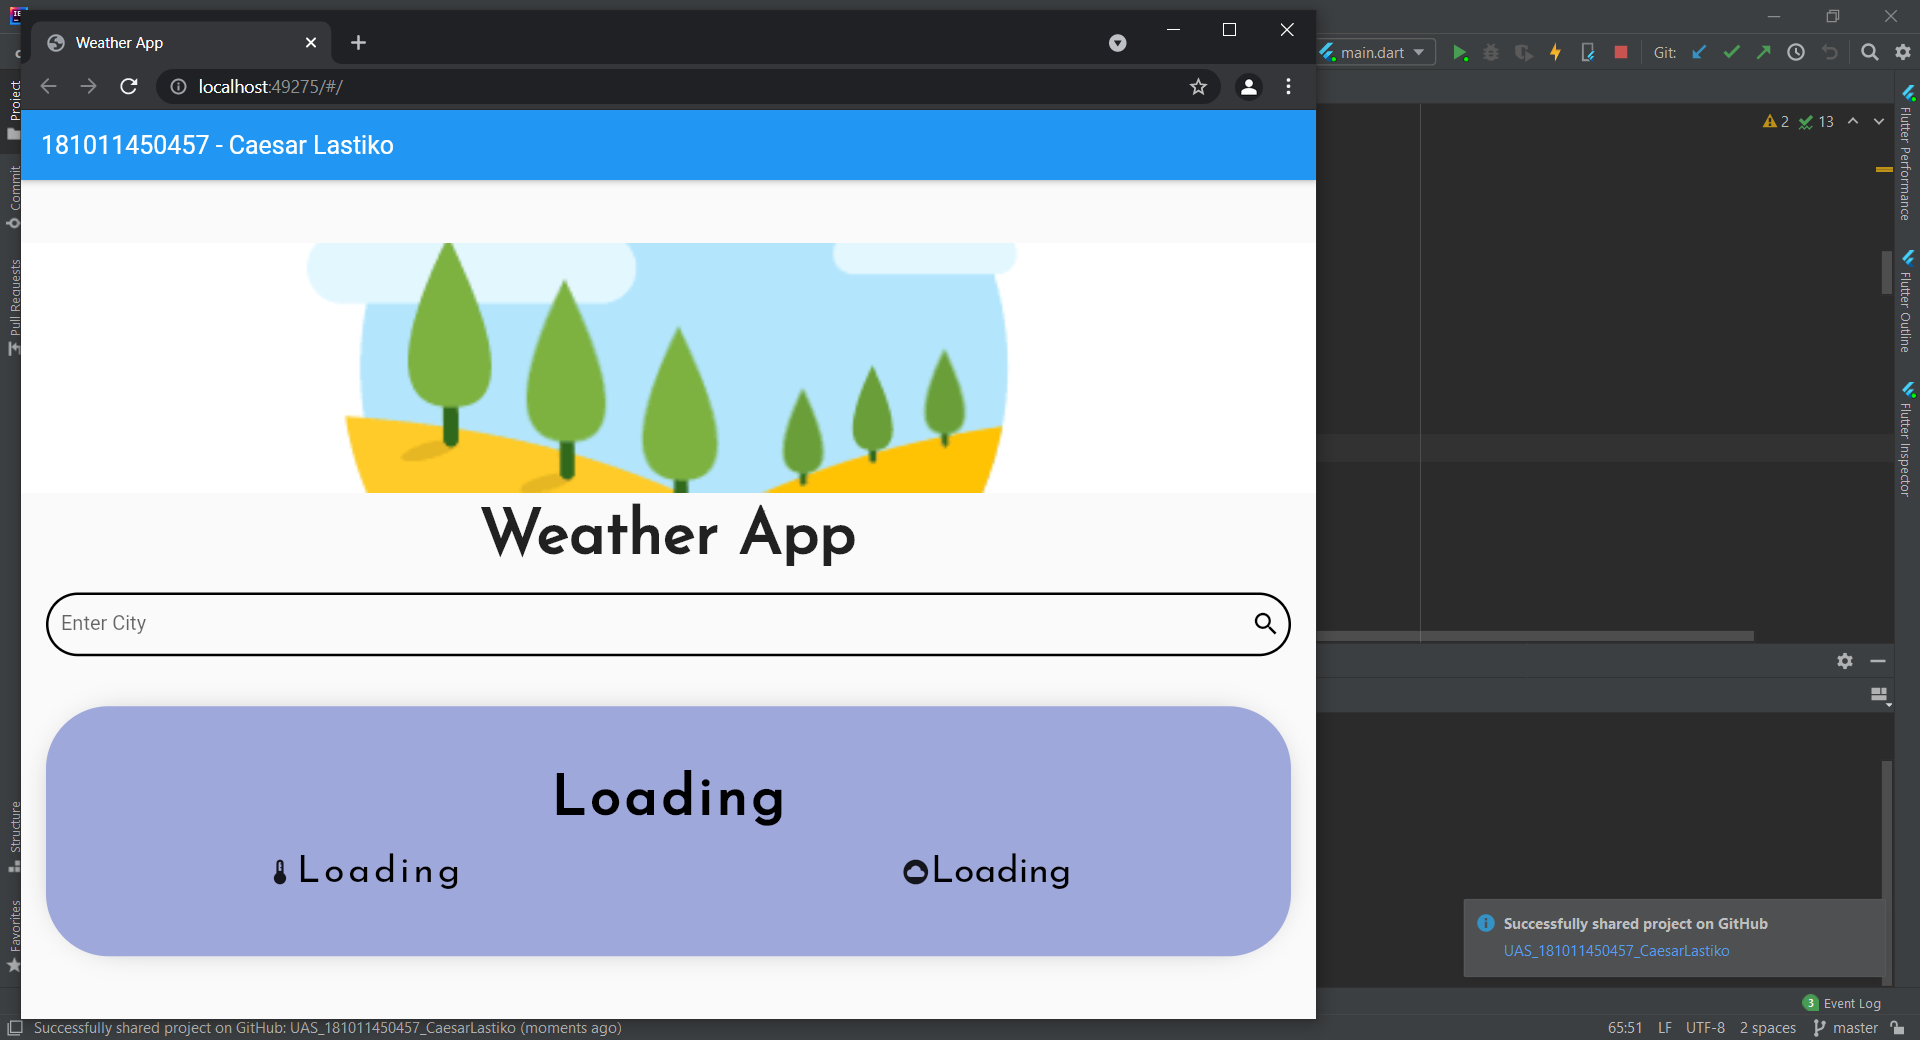 Weather App
localhost:49275/#/
181011450457 - Caesar Lastiko
Weather App
Enter City
Loading
Loading
Loading
main.dart
Git:
2
13
Project
Commit
Pull Requests
Structure
Favorites
Flutter Performance
Flutter Outline
Flutter Inspector
Successfully shared project on GitHub
UAS_181011450457_CaesarLastiko
3 Event Log
Successfully shared project on GitHub: UAS_181011450457_CaesarLastiko (moments ago)
65:51 LF UTF-8 2 spaces master